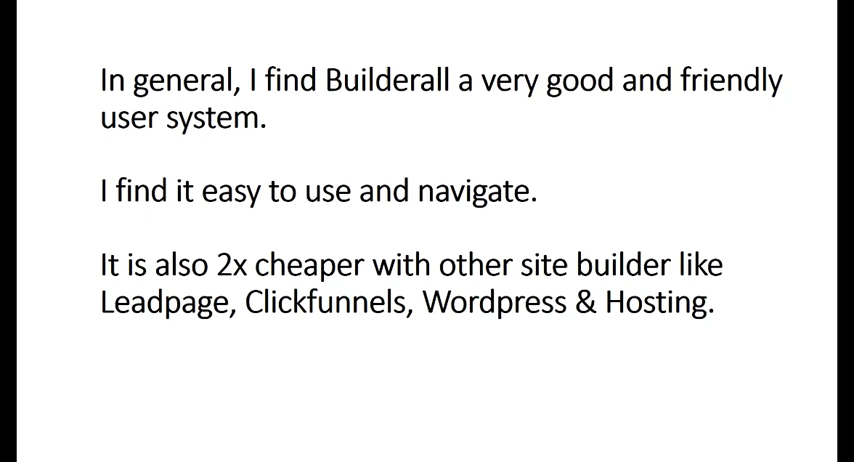 In general, I find Builderall a very good and friendly
user system.
I find it easy to use and navigate.
It is also 2x cheaper with other site builder like
Leadpage, Clickfunnels, Wordpress & Hosting.